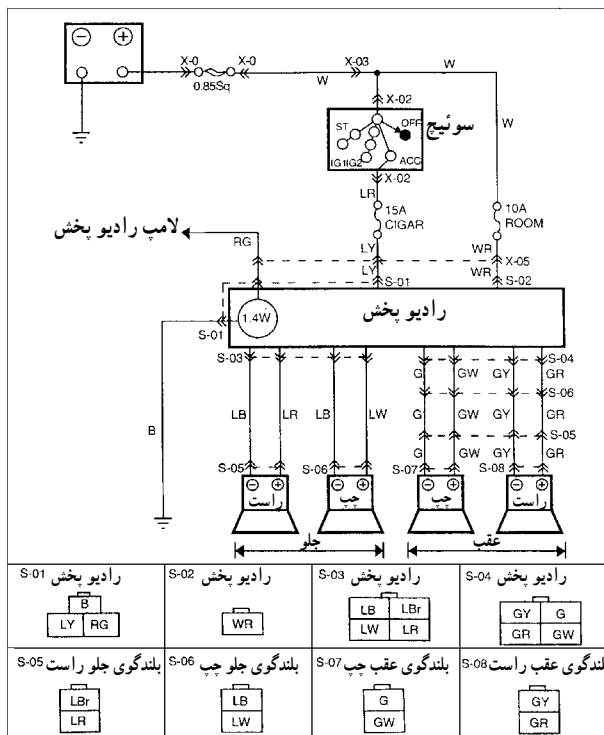 − +
X-0 X-0 X-03 W
0.85Sq W
X-02 W
سوئیچ
ST OFF
IG1 IG2 ACC
X-02
LR
15A 10A
CIGAR ROOM
لامپ رادیو پخش
RG LY WR X-05
LY WR
S-01 S-02
رادیو پخش
1.4W
S-01
S-03 S-04
G GW GY GR
S-06
LB LR LB LW G GW GY GR
B
S-05
G GW GY GR
S-05 S-06 S-07 S-08
− + − + − + − +
راست چپ چپ راست
جلو عقب
S-01 رادیو پخش
B
LY RG
S-02 رادیو پخش
WR
S-03 رادیو پخش
LB LBr
LW LR
S-04 رادیو پخش
GY G
GR GW
S-05 بلندگوی جلو راست
LBr
LR
S-06 بلندگوی جلو چپ
LB
LW
S-07 بلندگوی عقب چپ
G
GW
S-08 بلندگوی عقب راست
GY
GR